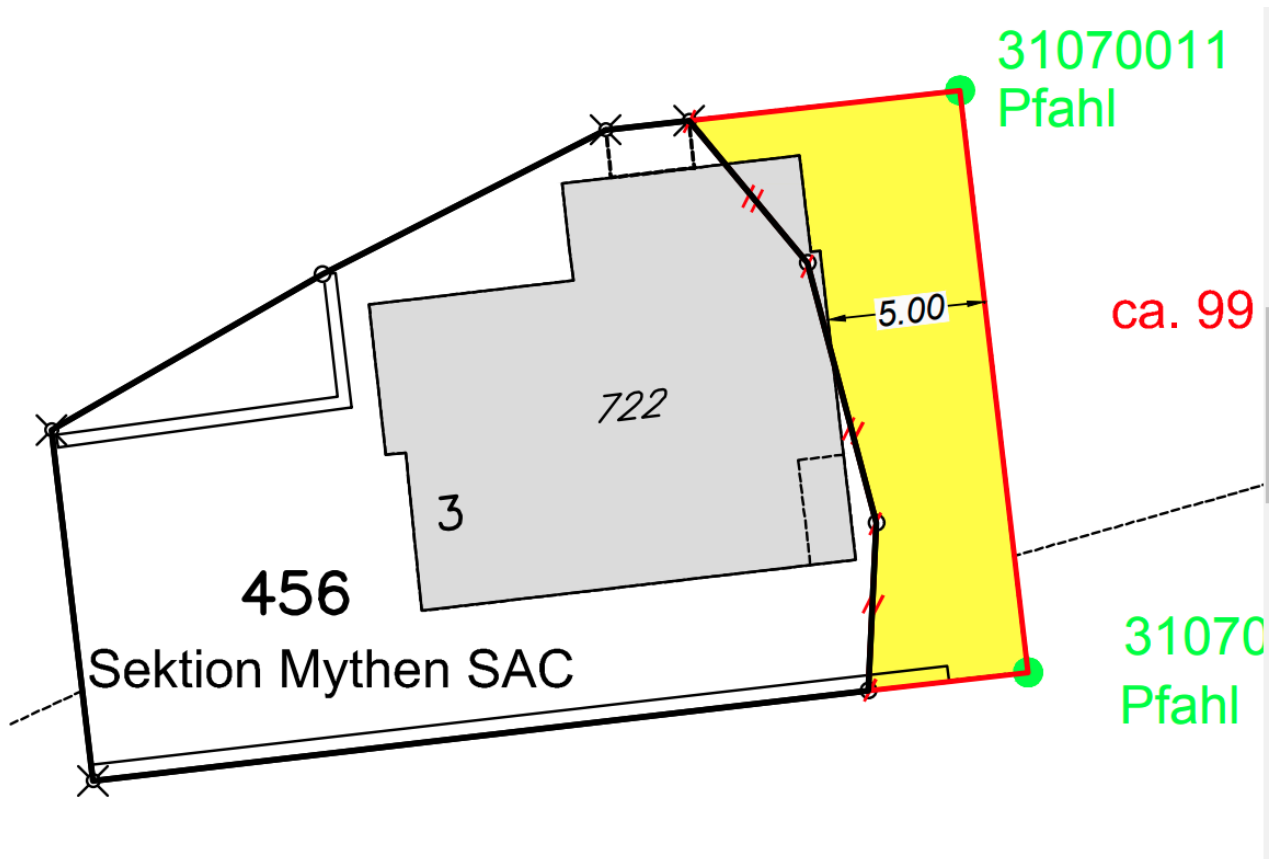 31070011
Pfahl
5.00
ca. 99
722
3
456
Sektion Mythen SAC
31070
Pfahl